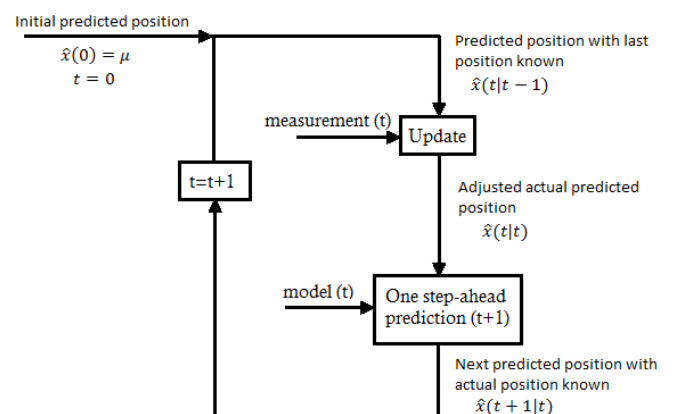 Initial predicted position
x̂(0) = μ
t = 0
Predicted position with last
position known
x̂(t|t − 1)
measurement (t)
Update
t=t+1
Adjusted actual predicted
position
x̂(t|t)
model (t)
One step-ahead
prediction (t+1)
Next predicted position with
actual position known
x̂(t + 1|t)